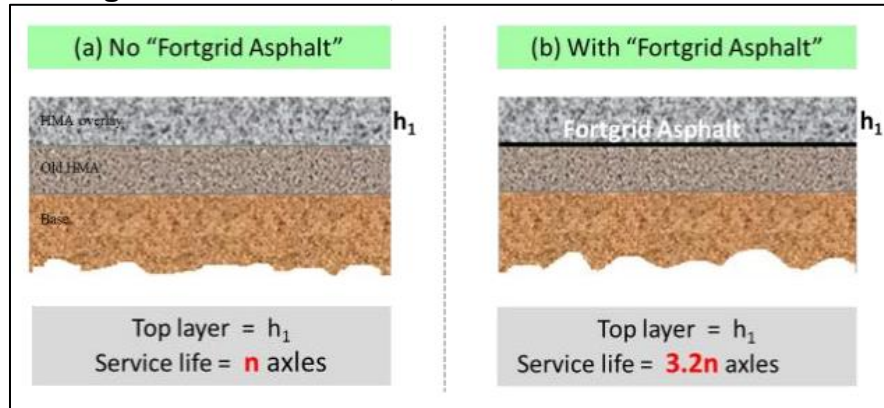 (a) No “Fortgrid Asphalt”
HMA overlay
h₁
Old HMA
Base
Top layer = h₁
Service life = n axles
(b) With “Fortgrid Asphalt”
Fortgrid Asphalt
h₁
Top layer = h₁
Service life = 3.2n axles